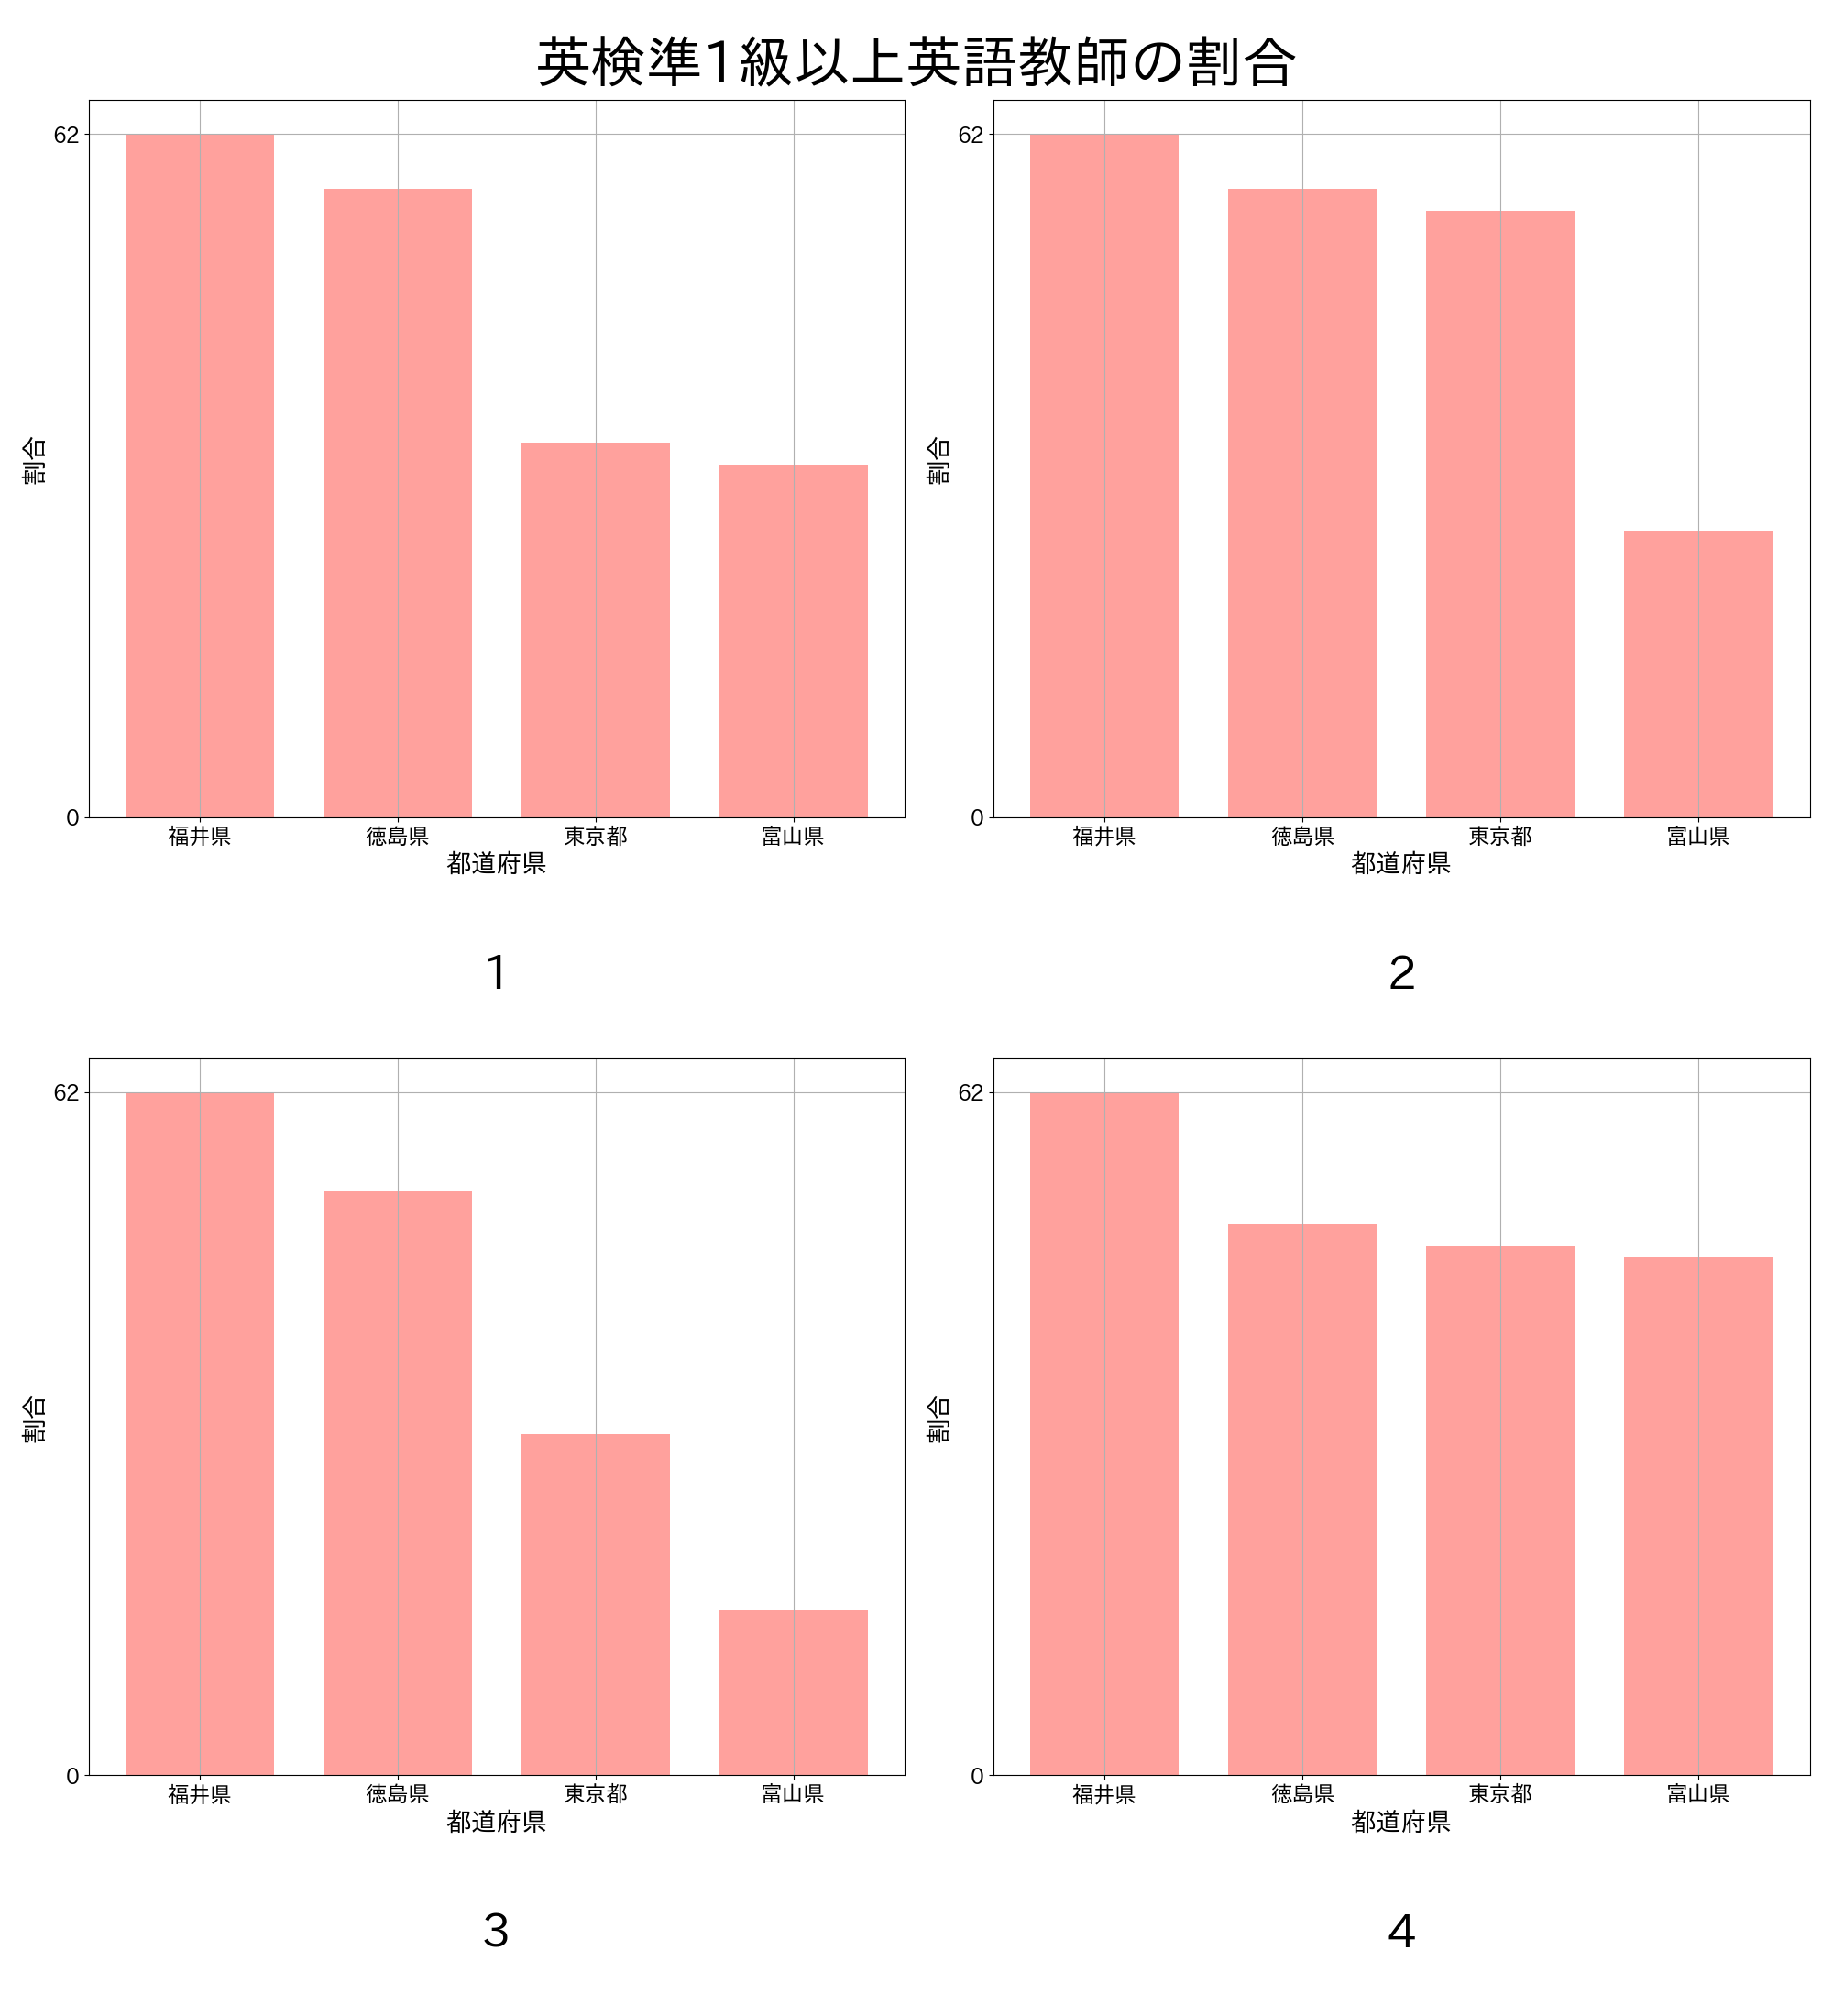 英検準1級以上英語教師の割合
62
0
割合
福井県 徳島県 東京都 富山県
都道府県
1
62
0
割合
福井県 徳島県 東京都 富山県
都道府県
2
62
0
割合
福井県 徳島県 東京都 富山県
都道府県
3
62
0
割合
福井県 徳島県 東京都 富山県
都道府県
4